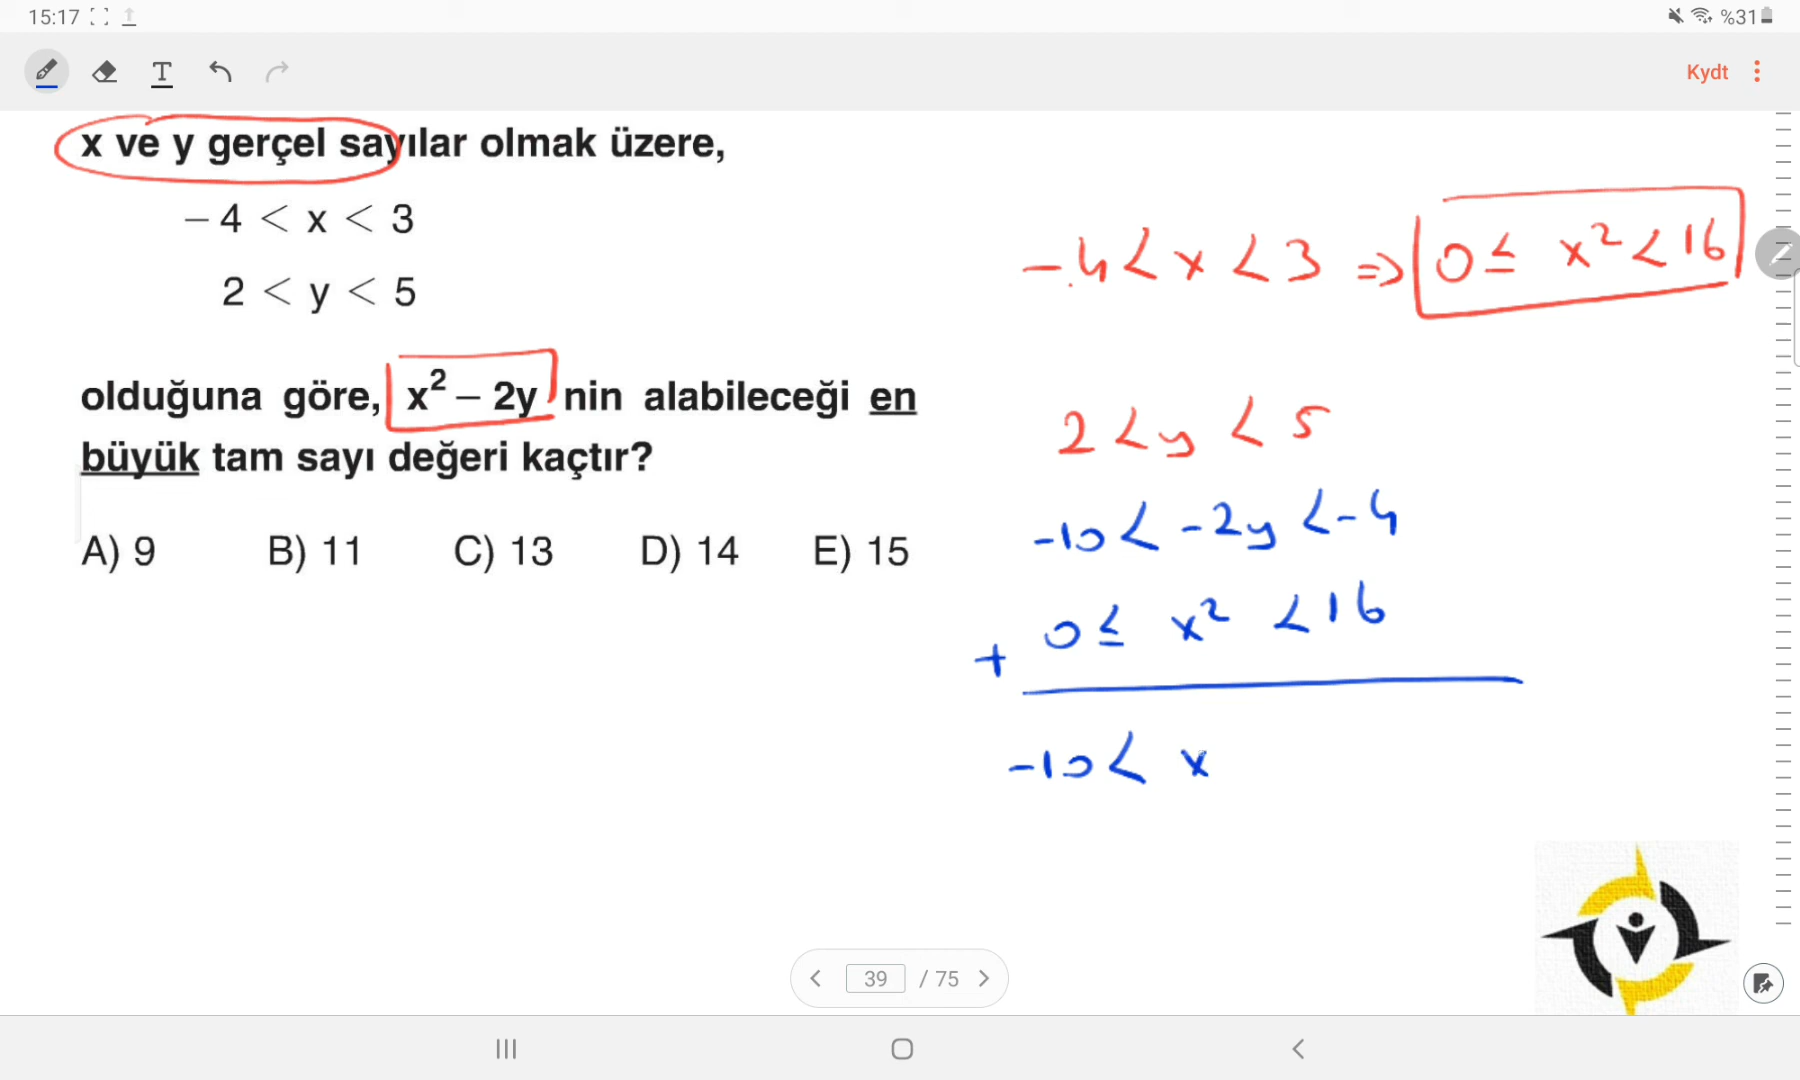 15:17
%31
T
Kydt
x ve y gerçel sayılar olmak üzere,
– 4 < x < 3
2 < y < 5
olduğuna göre, x² – 2y nin alabileceği en
büyük tam sayı değeri kaçtır?
A) 9 B) 11 C) 13 D) 14 E) 15
-4 < x < 3 ⇒ 0 ≤ x² < 16
2 < y < 5
-10 < -2y < -4
0 ≤ x² < 16
+
-10 < x
39 / 75